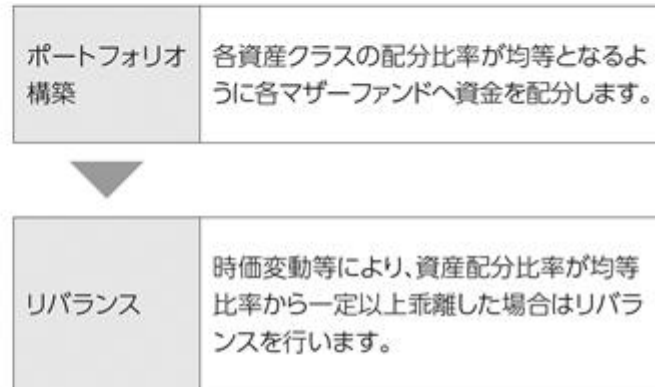 ポートフォリオ
構築
各資産クラスの配分比率が均等となるよ
うに各マザーファンドへ資金を配分します。
リバランス
時価変動等により、資産配分比率が均等
比率から一定以上乖離した場合はリバラ
ンスを行います。